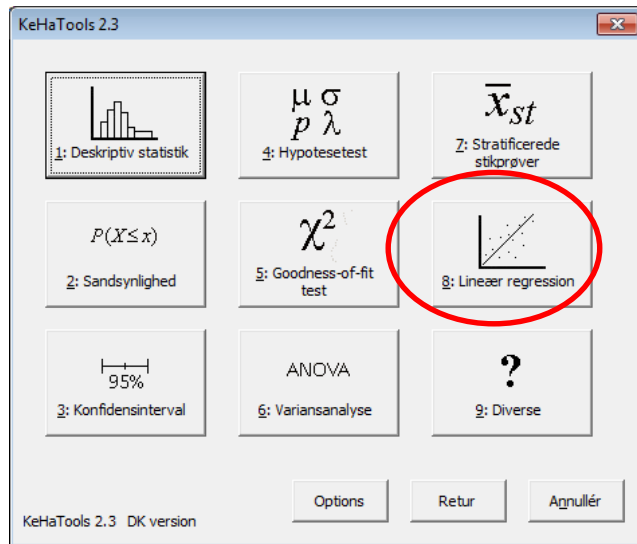 KeHaTools 2.3
1: Deskriptiv statistik
μ σ
p λ
4: Hypotesetest
x̅st
7: Stratificerede
stikprøver
P(X≤x)
2: Sandsynlighed
χ²
5: Goodness-of-fit
test
8: Lineær regression
95%
3: Konfidensinterval
ANOVA
6: Variansanalyse
?
9: Diverse
Options
Retur
Annullér
KeHaTools 2.3 DK version